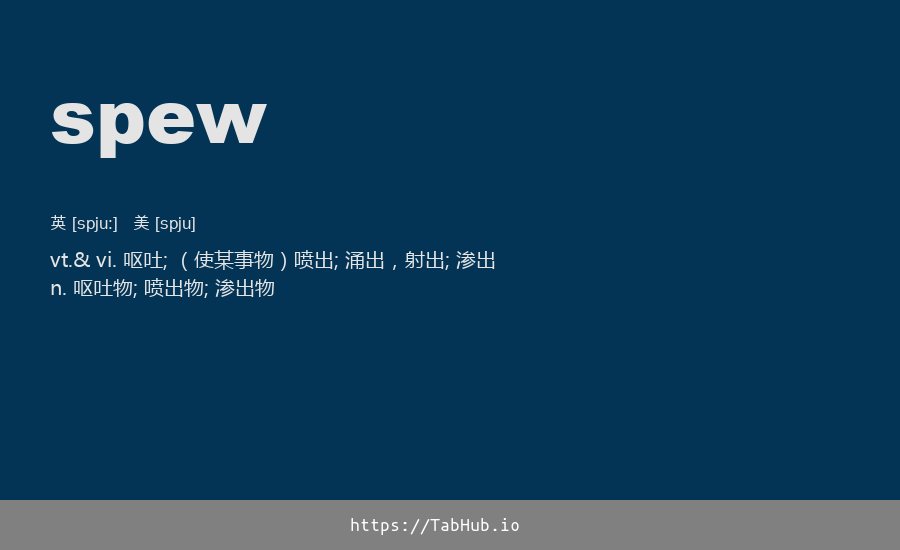 spew
英 [spju:] 美 [spju]
vt.& vi. 呕吐; （使某事物）喷出; 涌出，射出; 渗出
n. 呕吐物; 喷出物; 渗出物
https://TabHub.io